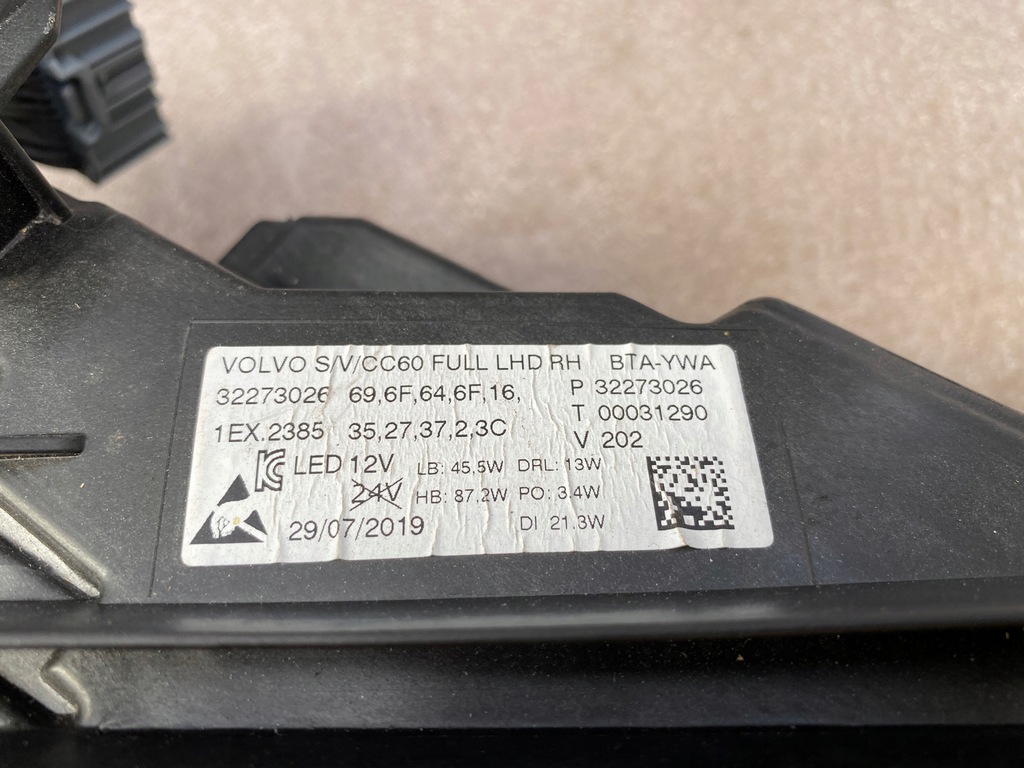 VOLVO S/V/CC60 FULL LHD RH BTA-YWA
32273026 69,6F,64,6F,16, P 32273026
T 00031290
1EX.2385 35,27,37,2,3C V 202
LED 12V LB: 45,5W DRL: 13W
24V HB: 87,2W PO: 3.4W
29/07/2019 DI 21.3W